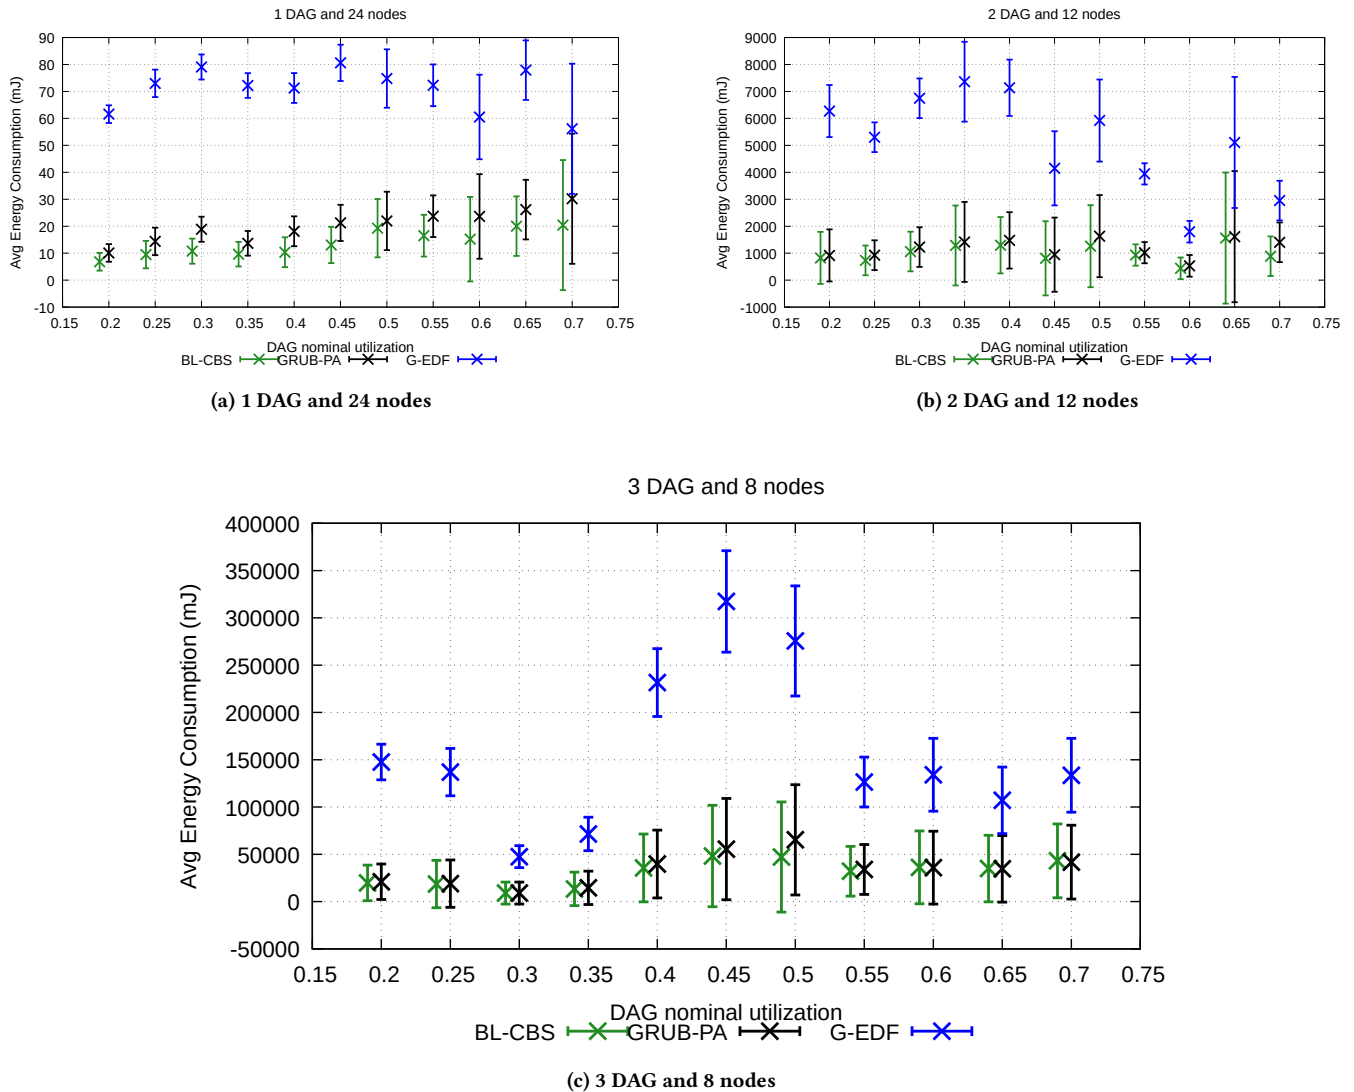 1 DAG and 24 nodes
90
80
70
60
50
40
30
20
10
0
-10
Avg Energy Consumption (mJ)
0.15 0.2 0.25 0.3 0.35 0.4 0.45 0.5 0.55 0.6 0.65 0.7 0.75
DAG nominal utilization
BL-CBS GRUB-PA G-EDF
(a) 1 DAG and 24 nodes
2 DAG and 12 nodes
9000
8000
7000
6000
5000
4000
3000
2000
1000
0
-1000
Avg Energy Consumption (mJ)
0.15 0.2 0.25 0.3 0.35 0.4 0.45 0.5 0.55 0.6 0.65 0.7 0.75
DAG nominal utilization
BL-CBS GRUB-PA G-EDF
(b) 2 DAG and 12 nodes
3 DAG and 8 nodes
400000
350000
300000
250000
200000
150000
100000
50000
0
-50000
Avg Energy Consumption (mJ)
0.15 0.2 0.25 0.3 0.35 0.4 0.45 0.5 0.55 0.6 0.65 0.7 0.75
DAG nominal utilization
BL-CBS GRUB-PA G-EDF
(c) 3 DAG and 8 nodes